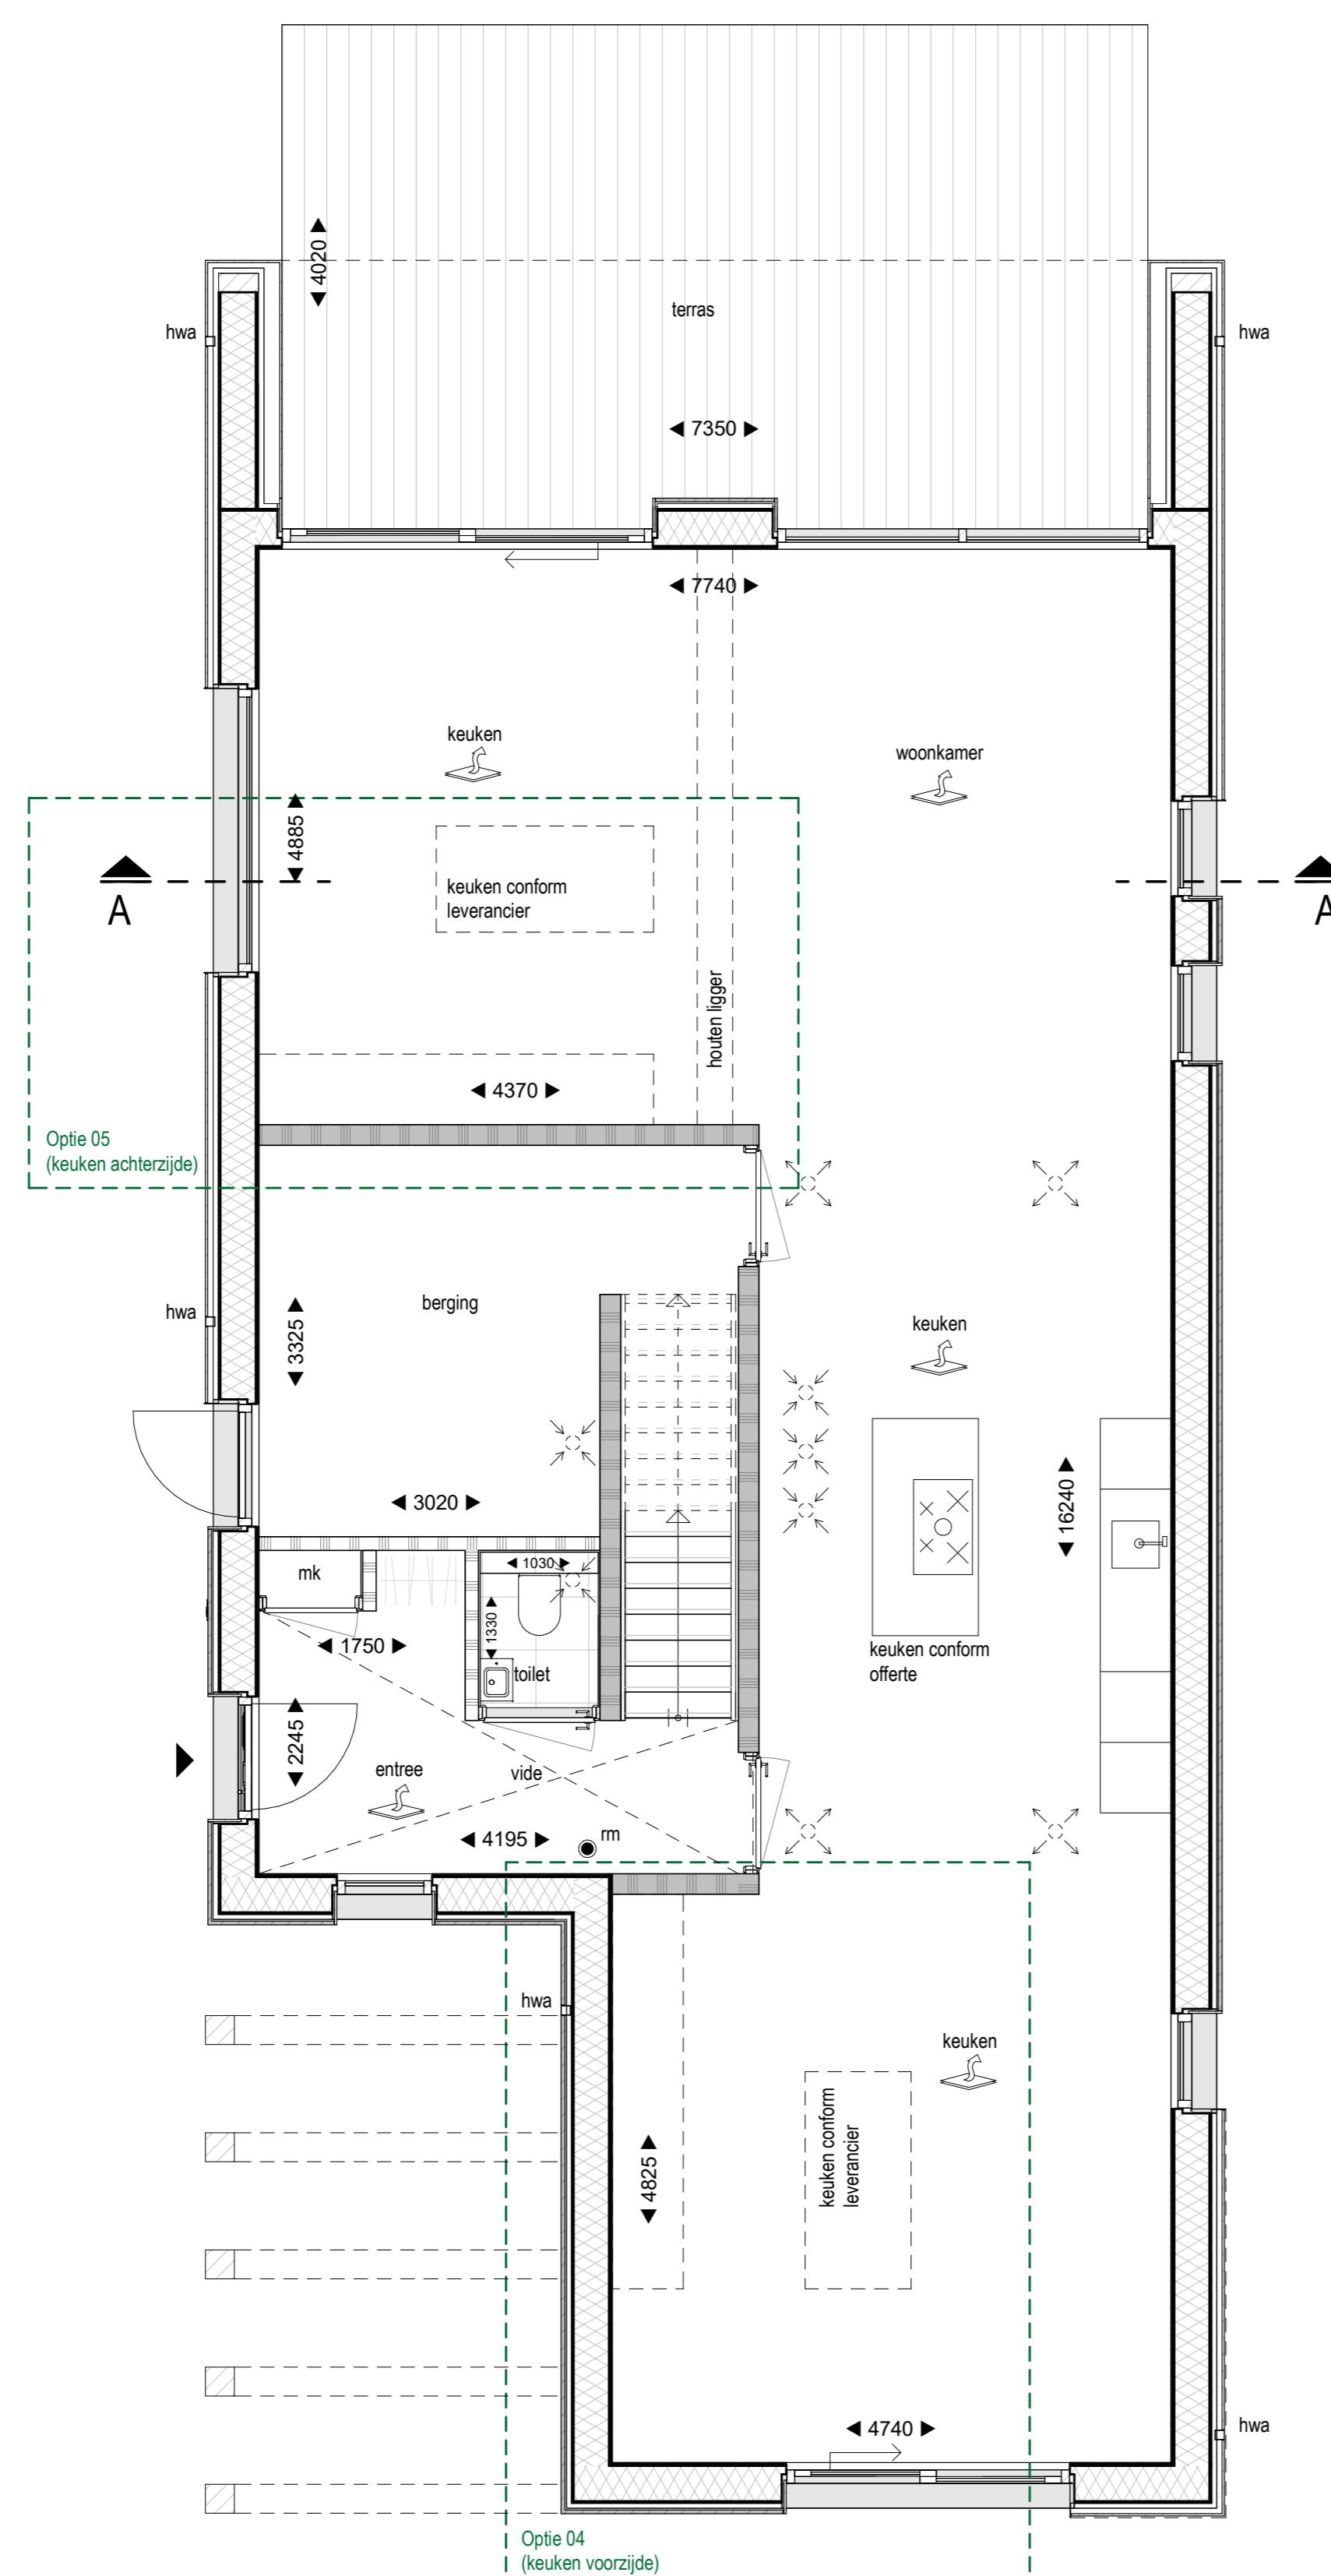 4020
terras
hwa
hwa
7350
7740
keuken
woonkamer
4885
A
A
keuken conform
leverancier
houten ligger
4370
Optie 05
(keuken achterzijde)
berging
hwa
3325
keuken
3020
16240
mk
1030
1330
1750
toilet
keuken conform
offerte
2245
entree
vide
4195
rm
hwa
keuken
keuken conform
leverancier
4825
4740
hwa
Optie 04
(keuken voorzijde)